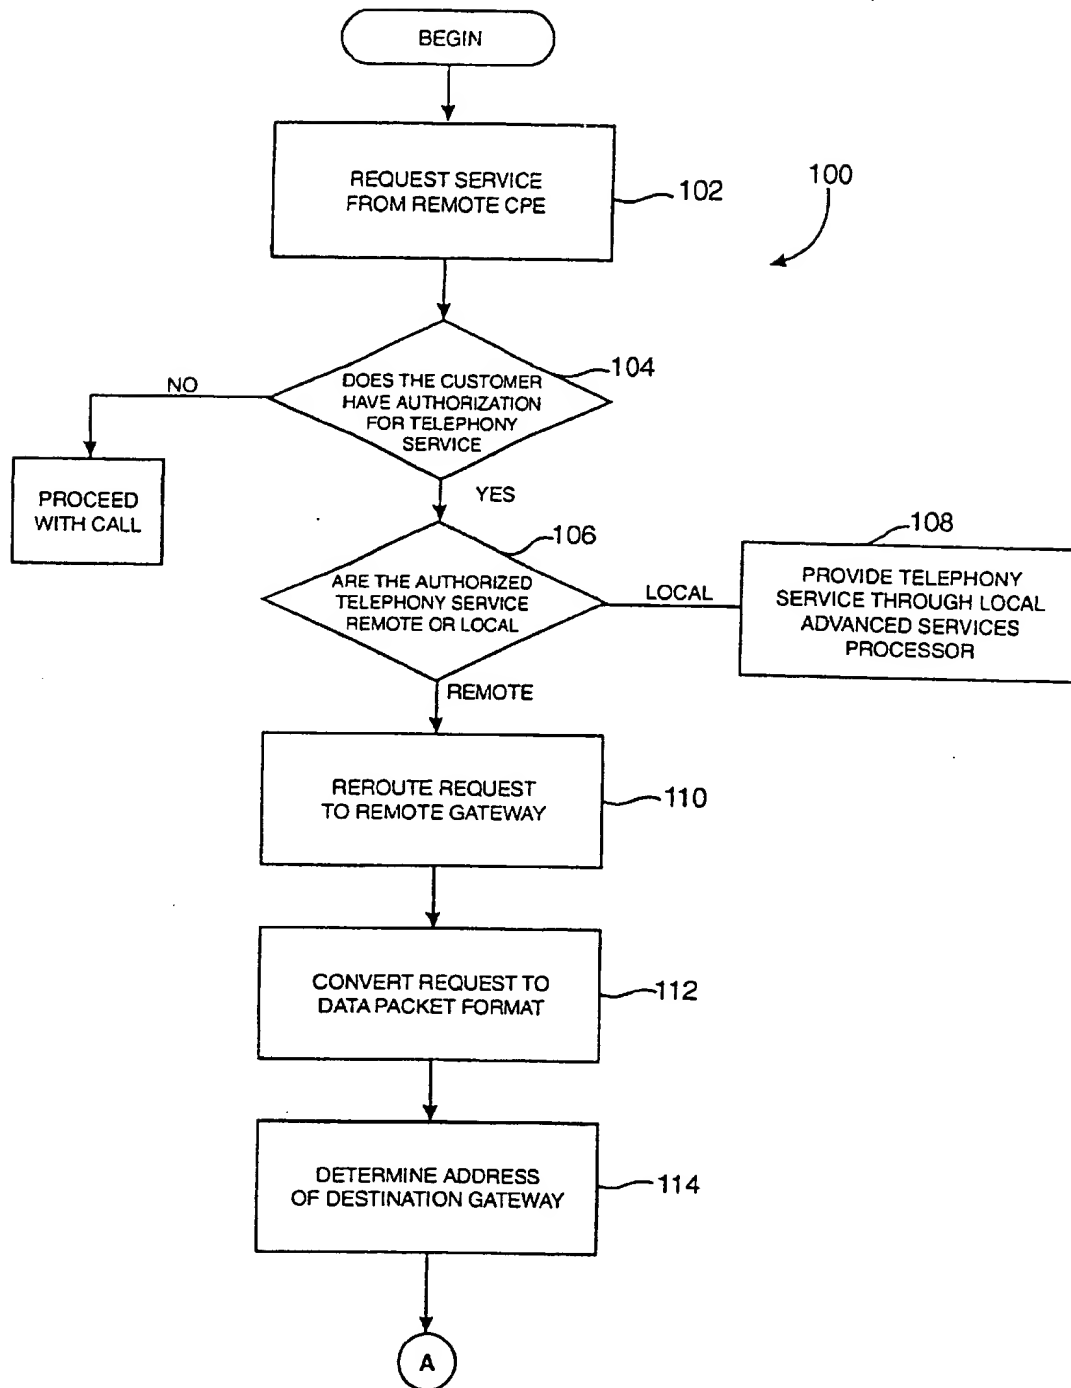 BEGIN
REQUEST SERVICE
FROM REMOTE CPE
102
100
DOES THE CUSTOMER
HAVE AUTHORIZATION
FOR TELEPHONY
SERVICE
104
NO
PROCEED
WITH CALL
YES
ARE THE AUTHORIZED
TELEPHONY SERVICE
REMOTE OR LOCAL
106
LOCAL
108
PROVIDE TELEPHONY
SERVICE THROUGH LOCAL
ADVANCED SERVICES
PROCESSOR
REMOTE
REROUTE REQUEST
TO REMOTE GATEWAY
110
CONVERT REQUEST TO
DATA PACKET FORMAT
112
DETERMINE ADDRESS
OF DESTINATION GATEWAY
114
A